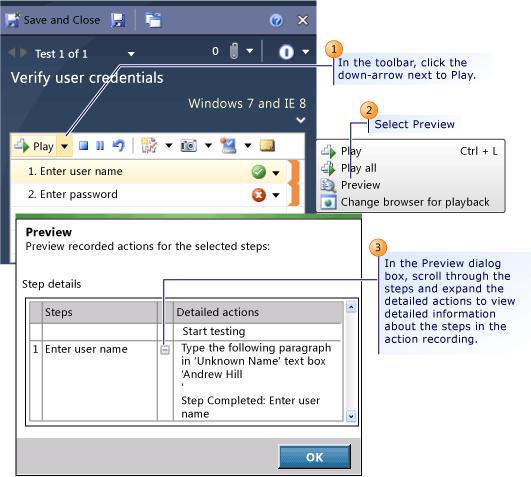 Save and Close
Test 1 of 1
0
Verify user credentials
Windows 7 and IE 8
Play
1. Enter user name
2. Enter password
1
In the toolbar, click the
down-arrow next to Play.
2
Select Preview
Play Ctrl + L
Play all
Preview
Change browser for playback
Preview
Preview recorded actions for the selected steps:
Step details
Steps Detailed actions
Start testing
1 Enter user name
Type the following paragraph
in 'Unknown Name' text box
'Andrew Hill
'
Step Completed: Enter user
name
OK
3
In the Preview dialog
box, scroll through the
steps and expand the
detailed actions to view
detailed information
about the steps in the
action recording.